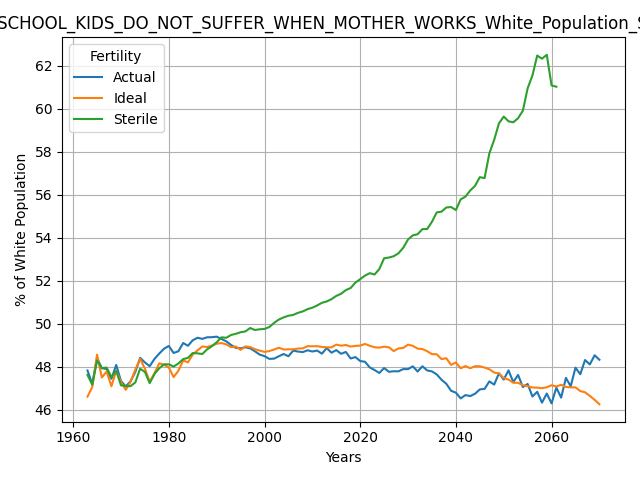 SCHOOL_KIDS_DO_NOT_SUFFER_WHEN_MOTHER_WORKS_White_Population_S
Fertility
Actual
Ideal
Sterile
% of White Population
62
60
58
56
54
52
50
48
46
1960 1980 2000 2020 2040 2060
Years